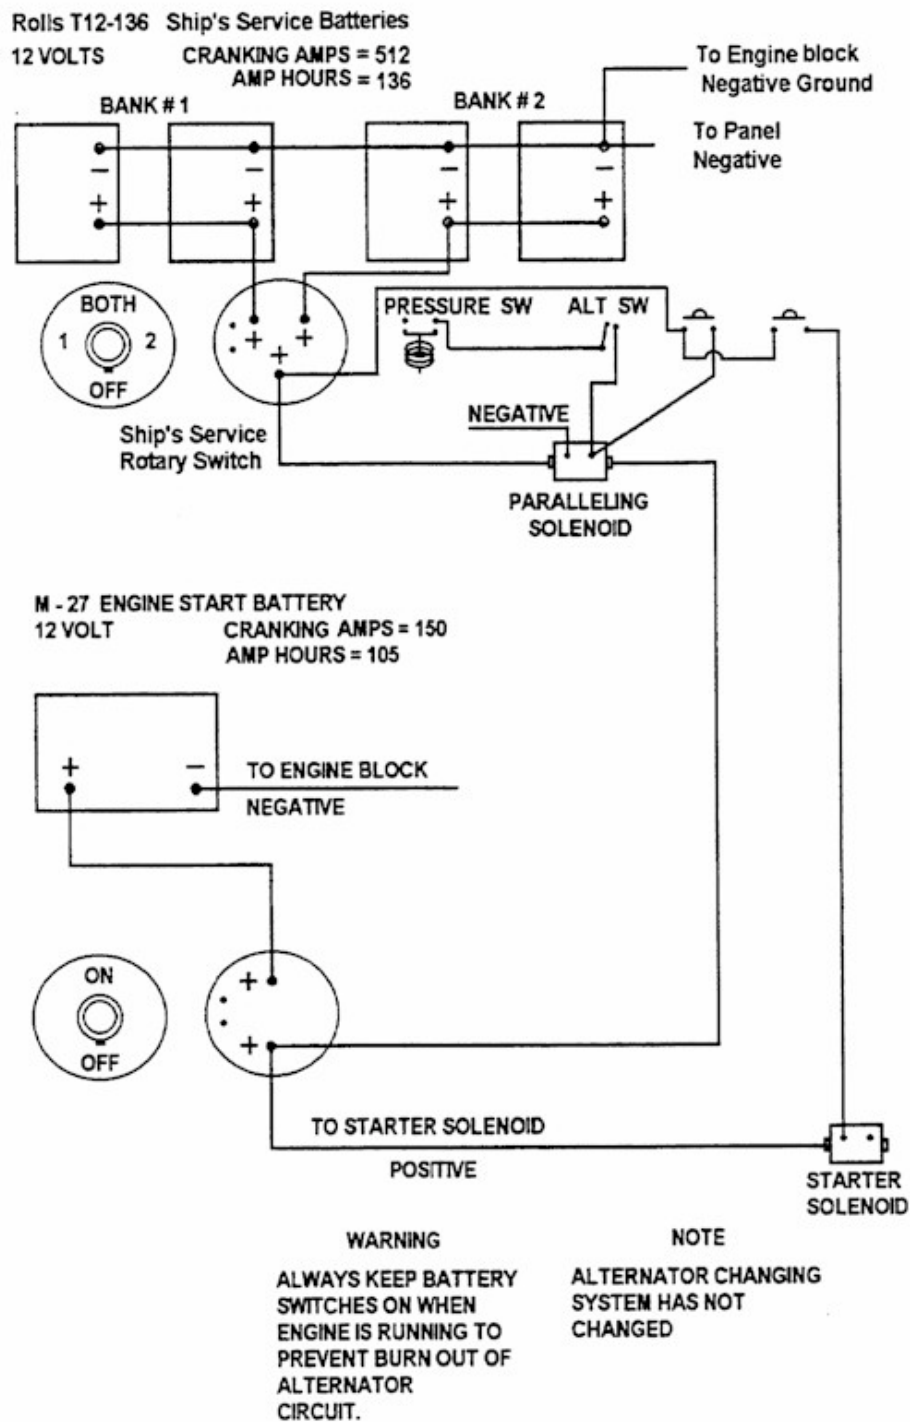 Rolls T12-136 Ship's Service Batteries
12 VOLTS CRANKING AMPS = 512
AMP HOURS = 136
BANK # 1
BANK # 2
To Engine block
Negative Ground
To Panel
Negative
− − − −
+ + + +
BOTH
1 2
OFF
+ +
+
Ship's Service
Rotary Switch
PRESSURE SW ALT SW
NEGATIVE
PARALLELING
SOLENOID
M - 27 ENGINE START BATTERY
12 VOLT CRANKING AMPS = 150
AMP HOURS = 105
+ −
TO ENGINE BLOCK
NEGATIVE
ON
OFF
+
+
TO STARTER SOLENOID
POSITIVE
STARTER
SOLENOID
WARNING
ALWAYS KEEP BATTERY
SWITCHES ON WHEN
ENGINE IS RUNNING TO
PREVENT BURN OUT OF
ALTERNATOR
CIRCUIT.
NOTE
ALTERNATOR CHANGING
SYSTEM HAS NOT
CHANGED